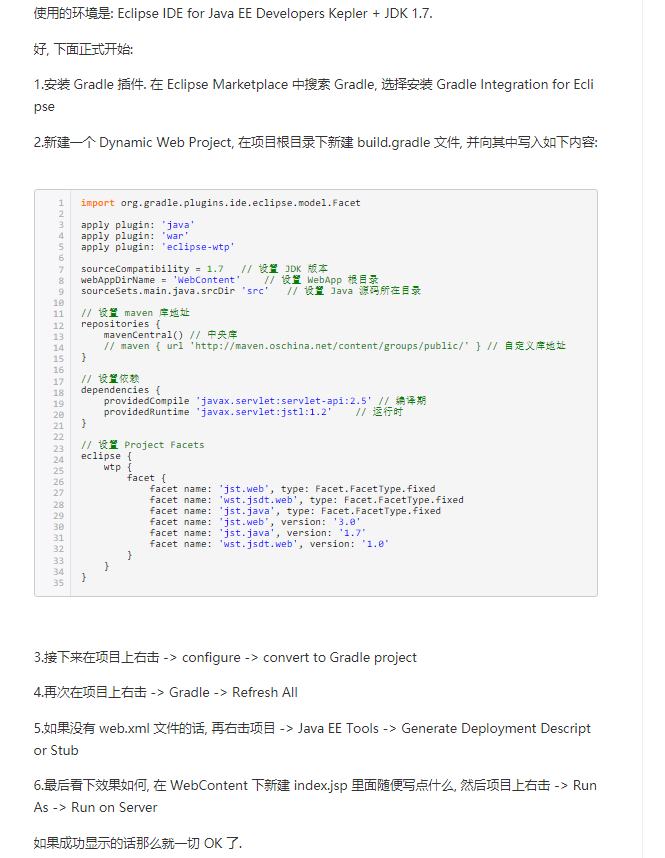 使用的环境是: Eclipse IDE for Java EE Developers Kepler + JDK 1.7.
好, 下面正式开始:
1.安装 Gradle 插件. 在 Eclipse Marketplace 中搜索 Gradle, 选择安装 Gradle Integration for Ecli
pse
2.新建一个 Dynamic Web Project, 在项目根目录下新建 build.gradle 文件, 并向其中写入如下内容:
1 import org.gradle.plugins.ide.eclipse.model.Facet
2
3 apply plugin: 'java'
4 apply plugin: 'war'
5 apply plugin: 'eclipse-wtp'
6
7 sourceCompatibility = 1.7   // 设置 JDK 版本
8 webAppDirName = 'WebContent'    // 设置 WebApp 根目录
9 sourceSets.main.java.srcDir 'src'   // 设置 Java 源码所在目录
10
11 // 设置 maven 库地址
12 repositories {
13     mavenCentral() // 中央库
14     // maven { url 'http://maven.oschina.net/content/groups/public/' } // 自定义库地址
15 }
16
17 // 设置依赖
18 dependencies {
19     providedCompile 'javax.servlet:servlet-api:2.5' // 编译期
20     providedRuntime 'javax.servlet:jstl:1.2'    // 运行时
21 }
22
23 // 设置 Project Facets
24 eclipse {
25     wtp {
26         facet {
27             facet name: 'jst.web', type: Facet.FacetType.fixed
28             facet name: 'wst.jsdt.web', type: Facet.FacetType.fixed
29             facet name: 'jst.java', type: Facet.FacetType.fixed
30             facet name: 'jst.web', version: '3.0'
31             facet name: 'jst.java', version: '1.7'
32             facet name: 'wst.jsdt.web', version: '1.0'
33         }
34     }
35 }
3.接下来在项目上右击 -> configure -> convert to Gradle project
4.再次在项目上右击 -> Gradle -> Refresh All
5.如果没有 web.xml 文件的话, 再右击项目 -> Java EE Tools -> Generate Deployment Descript
or Stub
6.最后看下效果如何, 在 WebContent 下新建 index.jsp 里面随便写点什么, 然后项目上右击 -> Run
As -> Run on Server
如果成功显示的话那么就一切 OK 了.